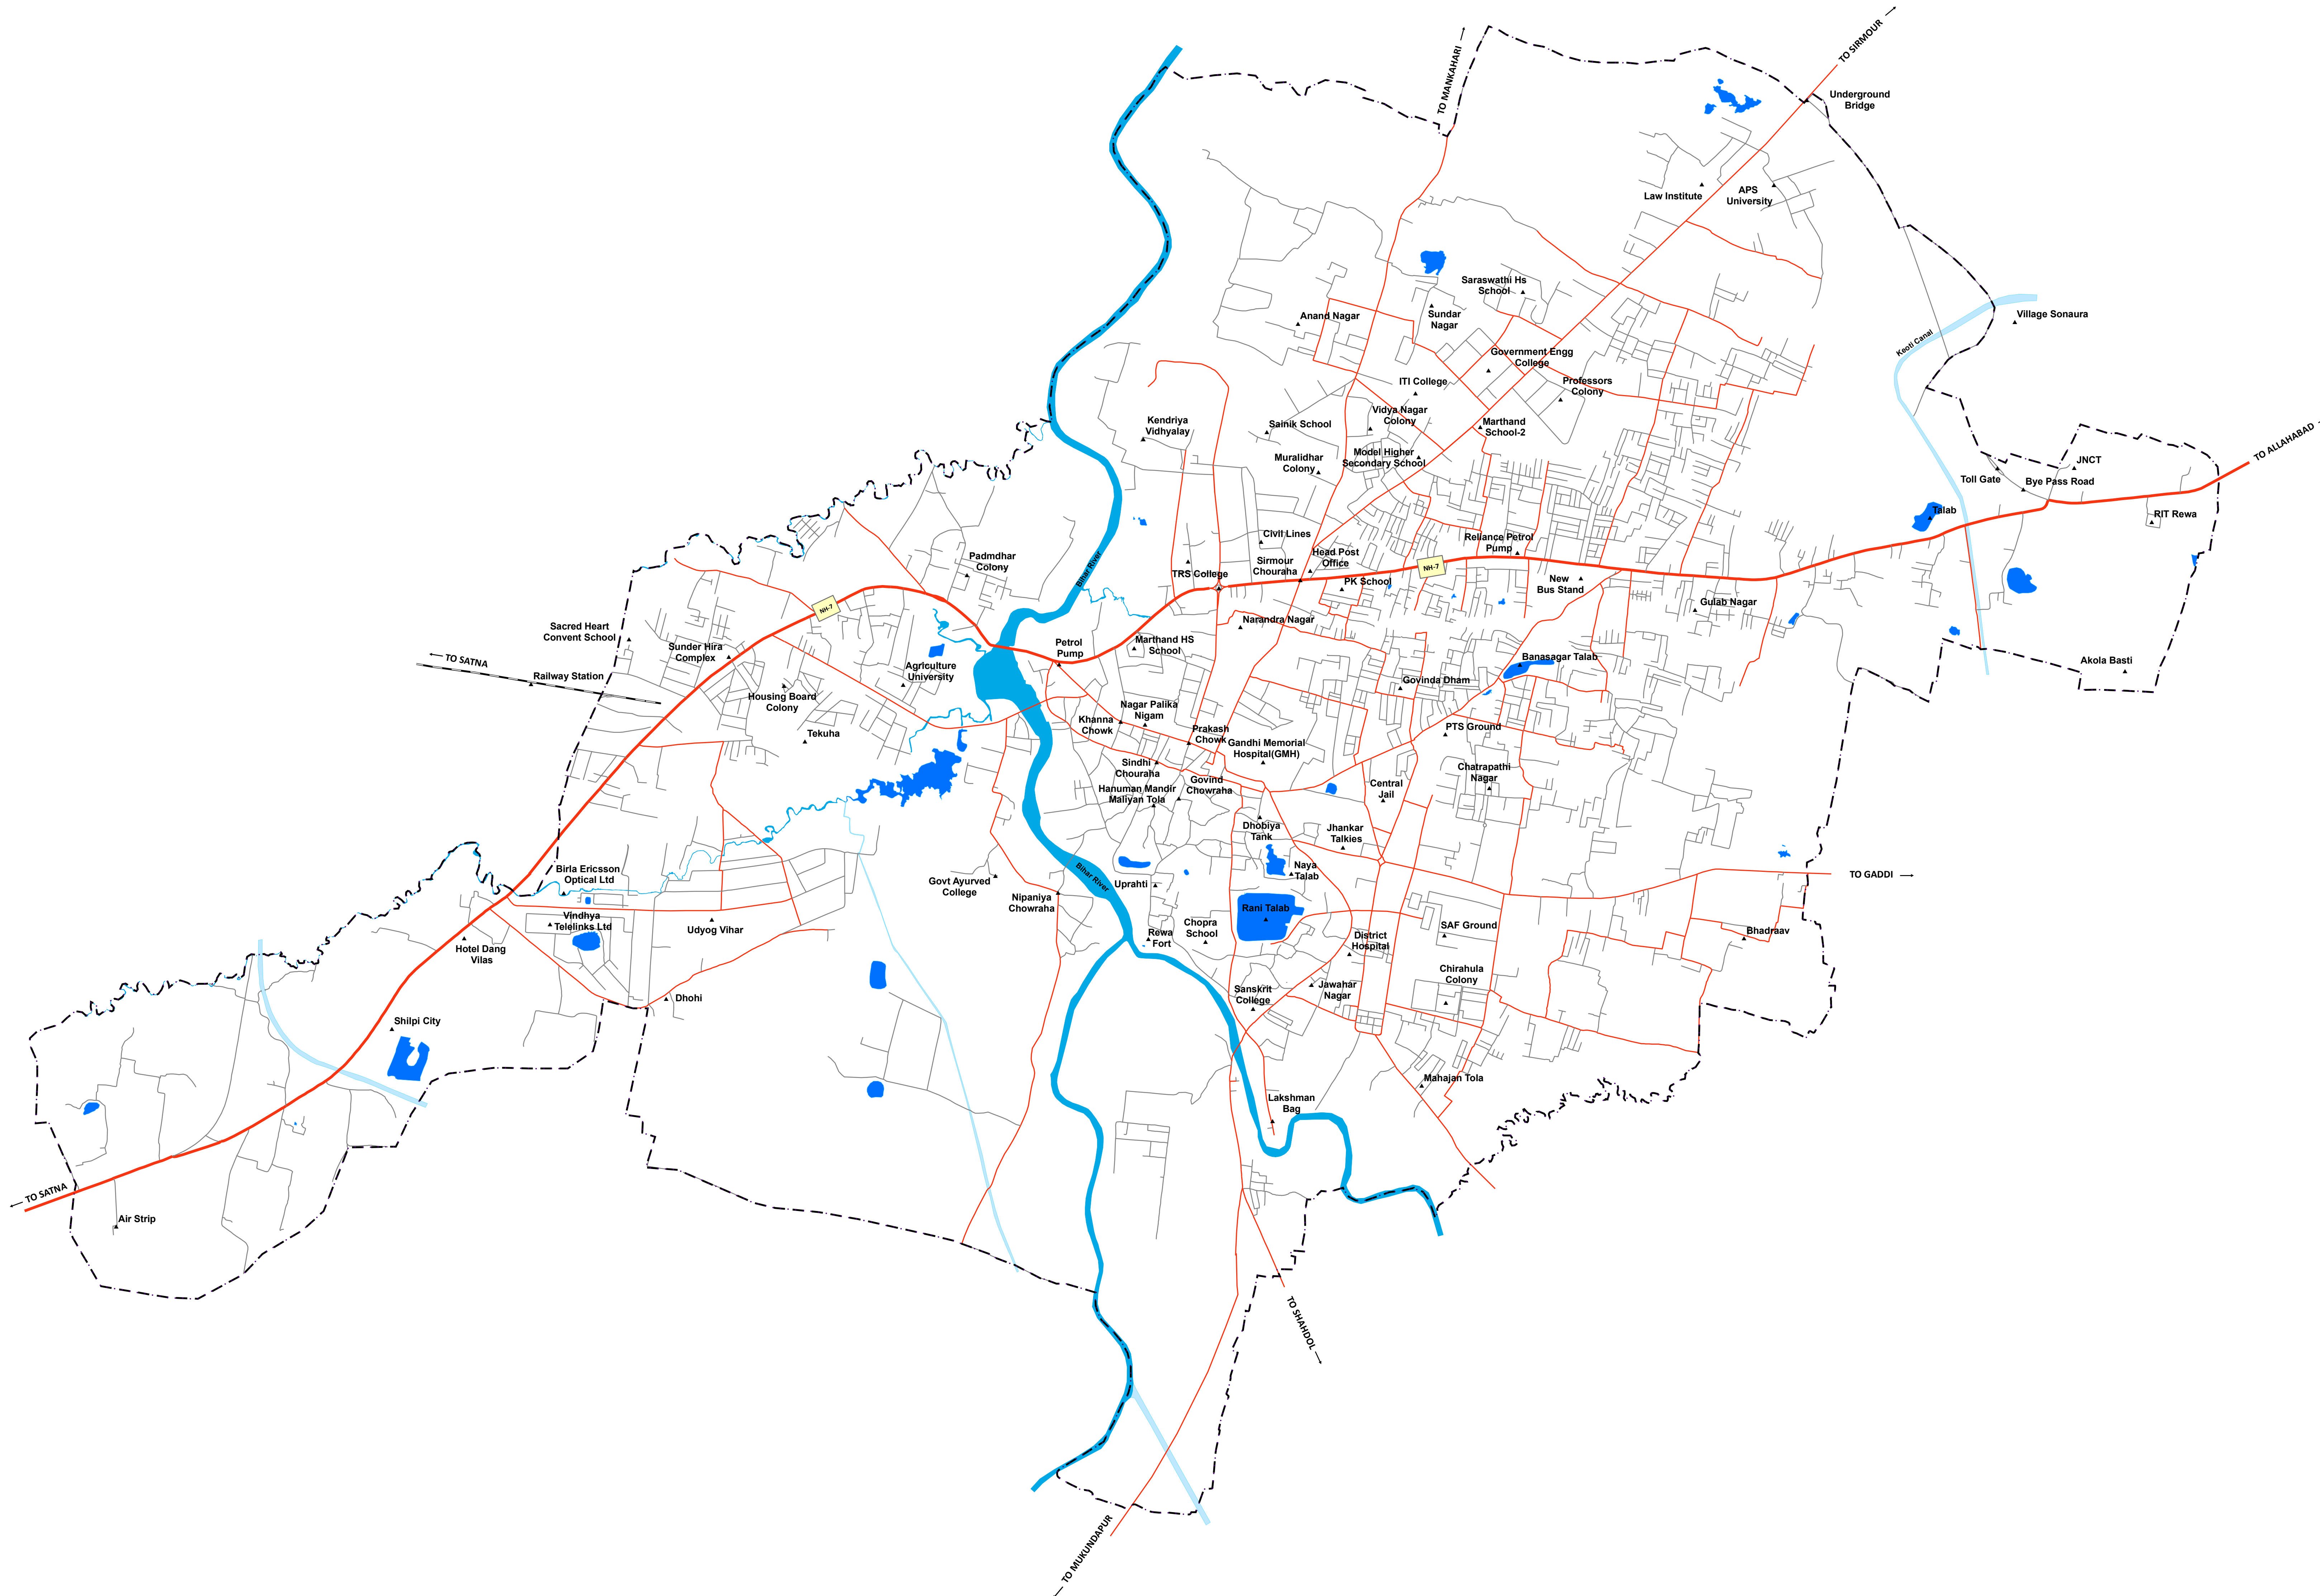 TO SIRMOUR
TO MANKAHARI
Underground
Bridge
Law Institute
APS
University
Saraswathi Hs
School
Anand Nagar
Sundar
Nagar
Village Sonaura
Keoti Canal
Government Engg
College
ITI College
Professors
Colony
Vidya Nagar
Colony
Kendriya
Vidhyalay
Sainik School
Marthand
School-2
TO ALLAHABAD
Muralidhar
Colony
Model Higher
Secondary School
JNCT
Toll Gate
Bye Pass Road
Talab
RIT Rewa
Civil Lines
Reliance Petrol
Pump
Padmdhar
Colony
Bihar River
Head Post
Office
Sirmour
Chouraha
TRS College
NH-7
PK School
New
Bus Stand
NH-7
Gulab Nagar
Narandra Nagar
Sacred Heart
Convent School
Sunder Hira
Complex
Petrol
Pump
Marthand HS
School
TO SATNA
Railway Station
Agriculture
University
Banasagar Talab
Akola Basti
Govinda Dham
Housing Board
Colony
Nagar Palika
Nigam
Khanna
Chowk
Tekuha
Prakash
Chowk
PTS Ground
Gandhi Memorial
Hospital(GMH)
Sindhi
Chouraha
Chatrapathi
Nagar
Govind
Chowraha
Hanuman Mandir
Maliyan Tola
Central
Jail
Dhobiya
Tank
Jhankar
Talkies
Birla Ericsson
Optical Ltd
Naya
Talab
TO GADDI
Bihar River
Govt Ayurved
College
Uprahti
Nipaniya
Chowraha
Rani Talab
Vindhya
Telelinks Ltd
Udyog Vihar
Chopra
School
SAF Ground
Rewa
Fort
District
Hospital
Bhadraav
Hotel Dang
Vilas
Chirahula
Colony
Dhohi
Sanskrit
College
Jawahar
Nagar
Shilpi City
Mahajan Tola
Lakshman
Bag
TO SATNA
Air Strip
TO SHAHDOL
TO MUKUNDAPUR